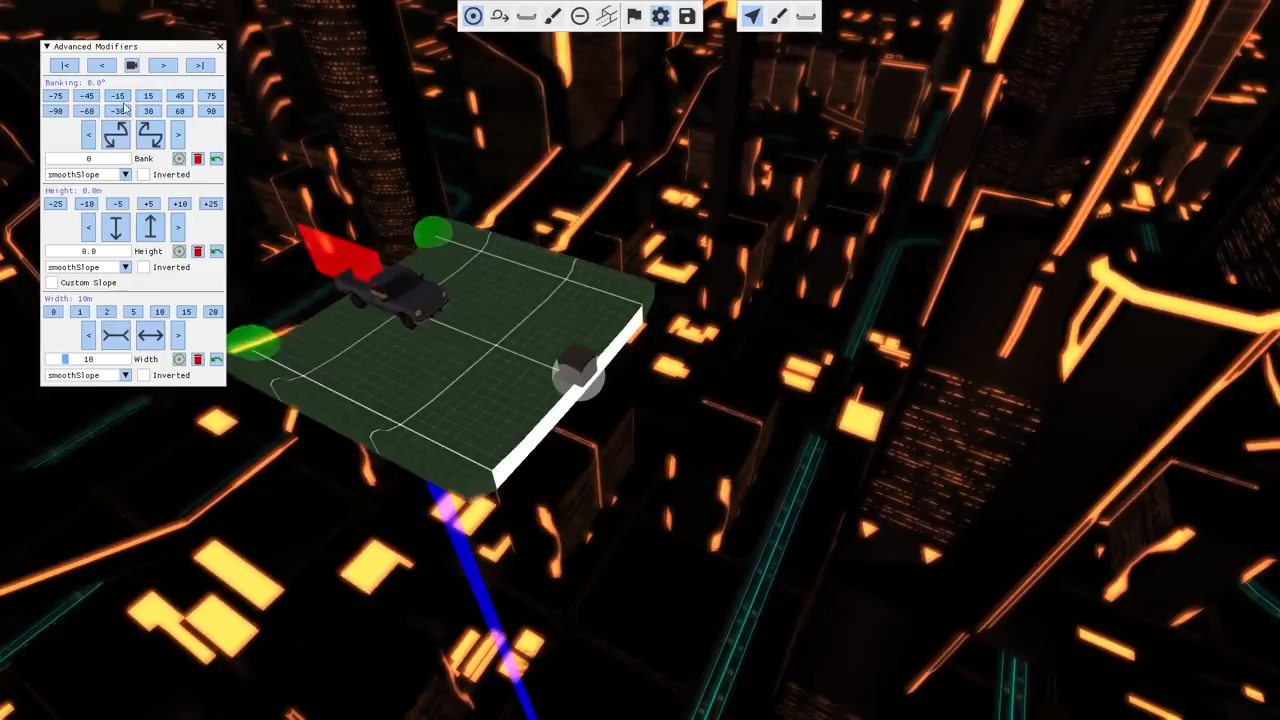 Advanced Modifiers
|< < > >|
Banking: 0.0°
-75 -45 -15 15 45 75
-90 -60 -30 30 60 90
< >
0 Bank
smoothSlope Inverted
Height: 0.0m
-25 -10 -5 +5 +10 +25
< >
0.0 Height
smoothSlope Inverted
Custom Slope
Width: 10m
0 1 2 5 10 15 20
< >
10 Width
smoothSlope Inverted